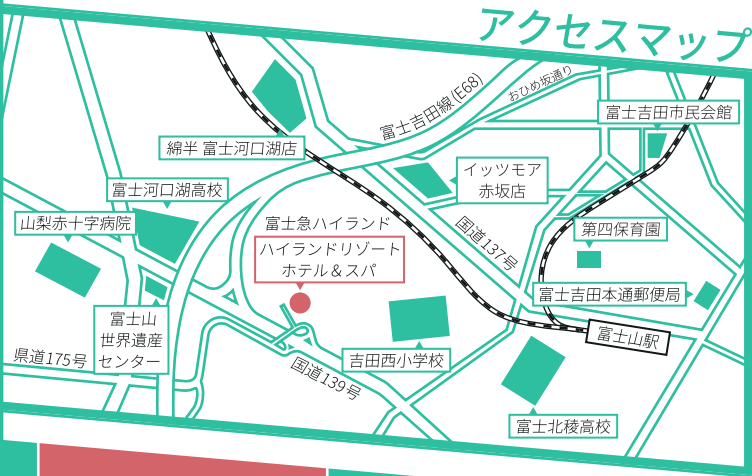 アクセスマップ
おひめ坂通り
富士吉田線(E68)
富士吉田市民会館
綿半 富士河口湖店
イッツモア
赤坂店
富士河口湖高校
山梨赤十字病院
富士急ハイランド
ハイランドリゾート
ホテル＆スパ
国道137号
第四保育園
富士吉田本通郵便局
富士山
世界遺産
センター
富士山駅
県道175号
吉田西小学校
国道139号
富士北稜高校